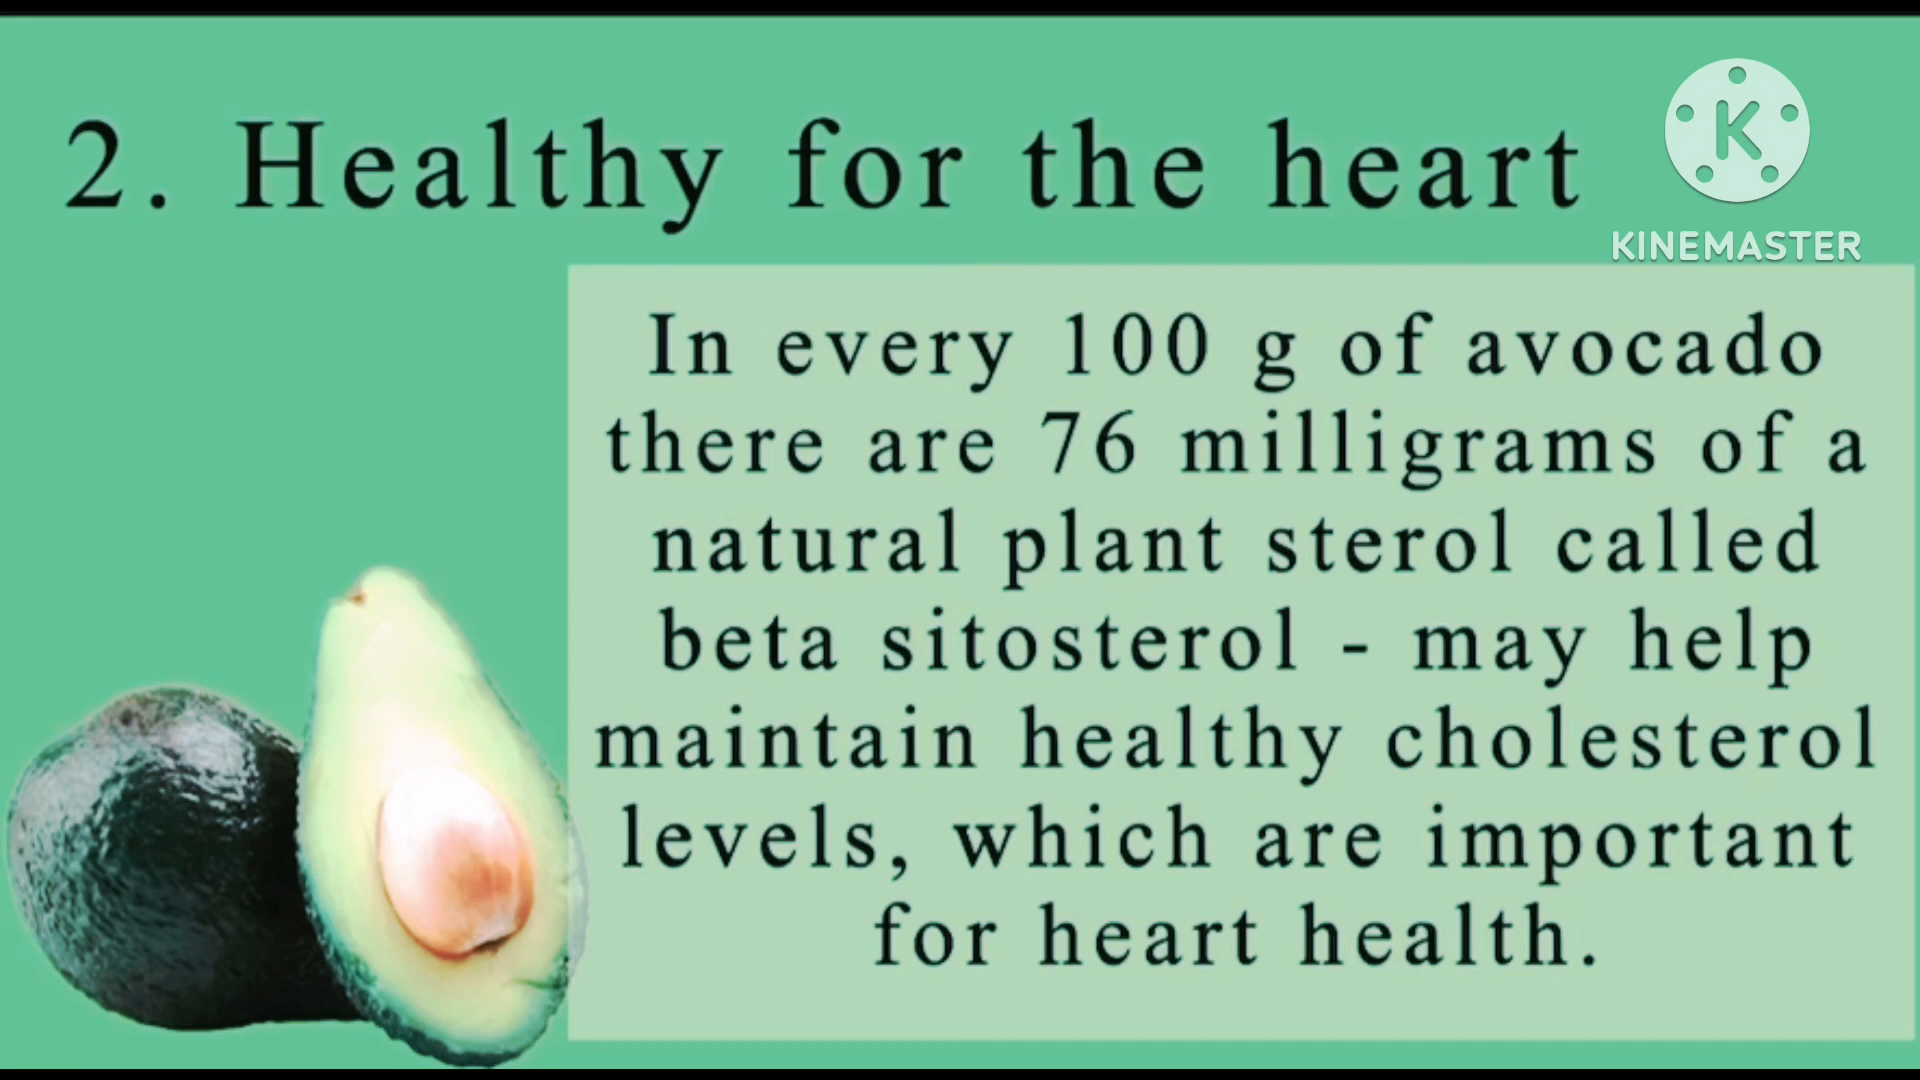 2. Healthy for the heart
K
KINEMASTER
In every 100 g of avocado
there are 76 milligrams of a
natural plant sterol called
beta sitosterol - may help
maintain healthy cholesterol
levels, which are important
for heart health.